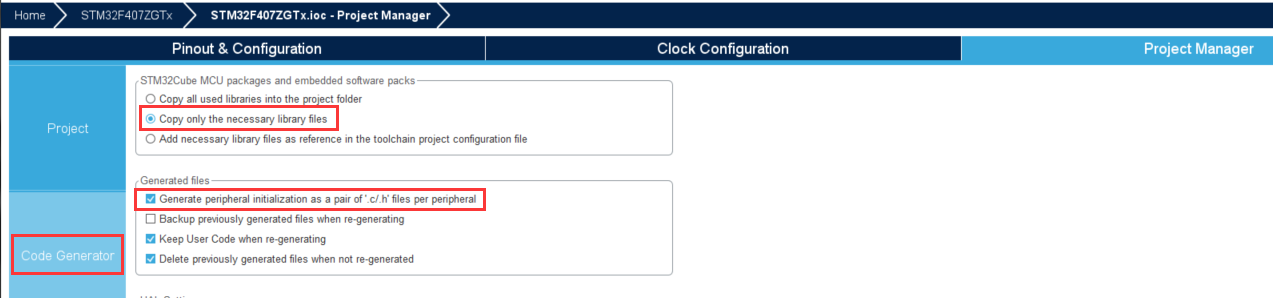 Home STM32F407ZGTx STM32F407ZGTx.ioc - Project Manager
Pinout & Configuration Clock Configuration Project Manager
STM32Cube MCU packages and embedded software packs
Copy all used libraries into the project folder
Copy only the necessary library files
Project
Add necessary library files as reference in the toolchain project configuration file
Generated files
Generate peripheral initialization as a pair of '.c/.h' files per peripheral
Backup previously generated files when re-generating
Keep User Code when re-generating
Code Generator
Delete previously generated files when not re-generated